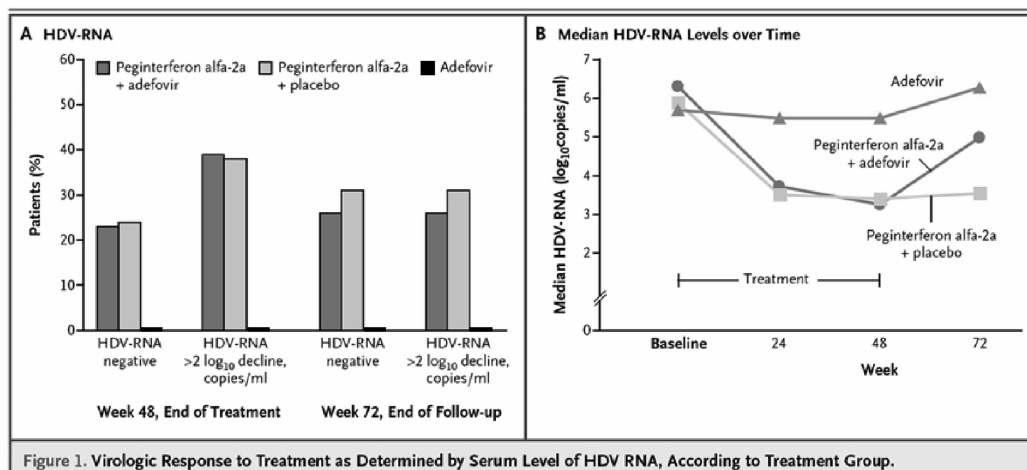 A HDV-RNA
Peginterferon alfa-2a
+ adefovir
Peginterferon alfa-2a
+ placebo
Adefovir
Patients (%)
60
50
40
30
20
10
0
HDV-RNA
negative
HDV-RNA
>2 log10 decline,
copies/ml
HDV-RNA
negative
HDV-RNA
>2 log10 decline,
copies/ml
Week 48, End of Treatment
Week 72, End of Follow-up
B Median HDV-RNA Levels over Time
Median HDV-RNA (log10copies/ml)
7
6
5
4
3
2
0
Adefovir
Peginterferon alfa-2a
+ adefovir
Peginterferon alfa-2a
+ placebo
Treatment
Baseline
24
48
72
Week
Figure 1. Virologic Response to Treatment as Determined by Serum Level of HDV RNA, According to Treatment Group.